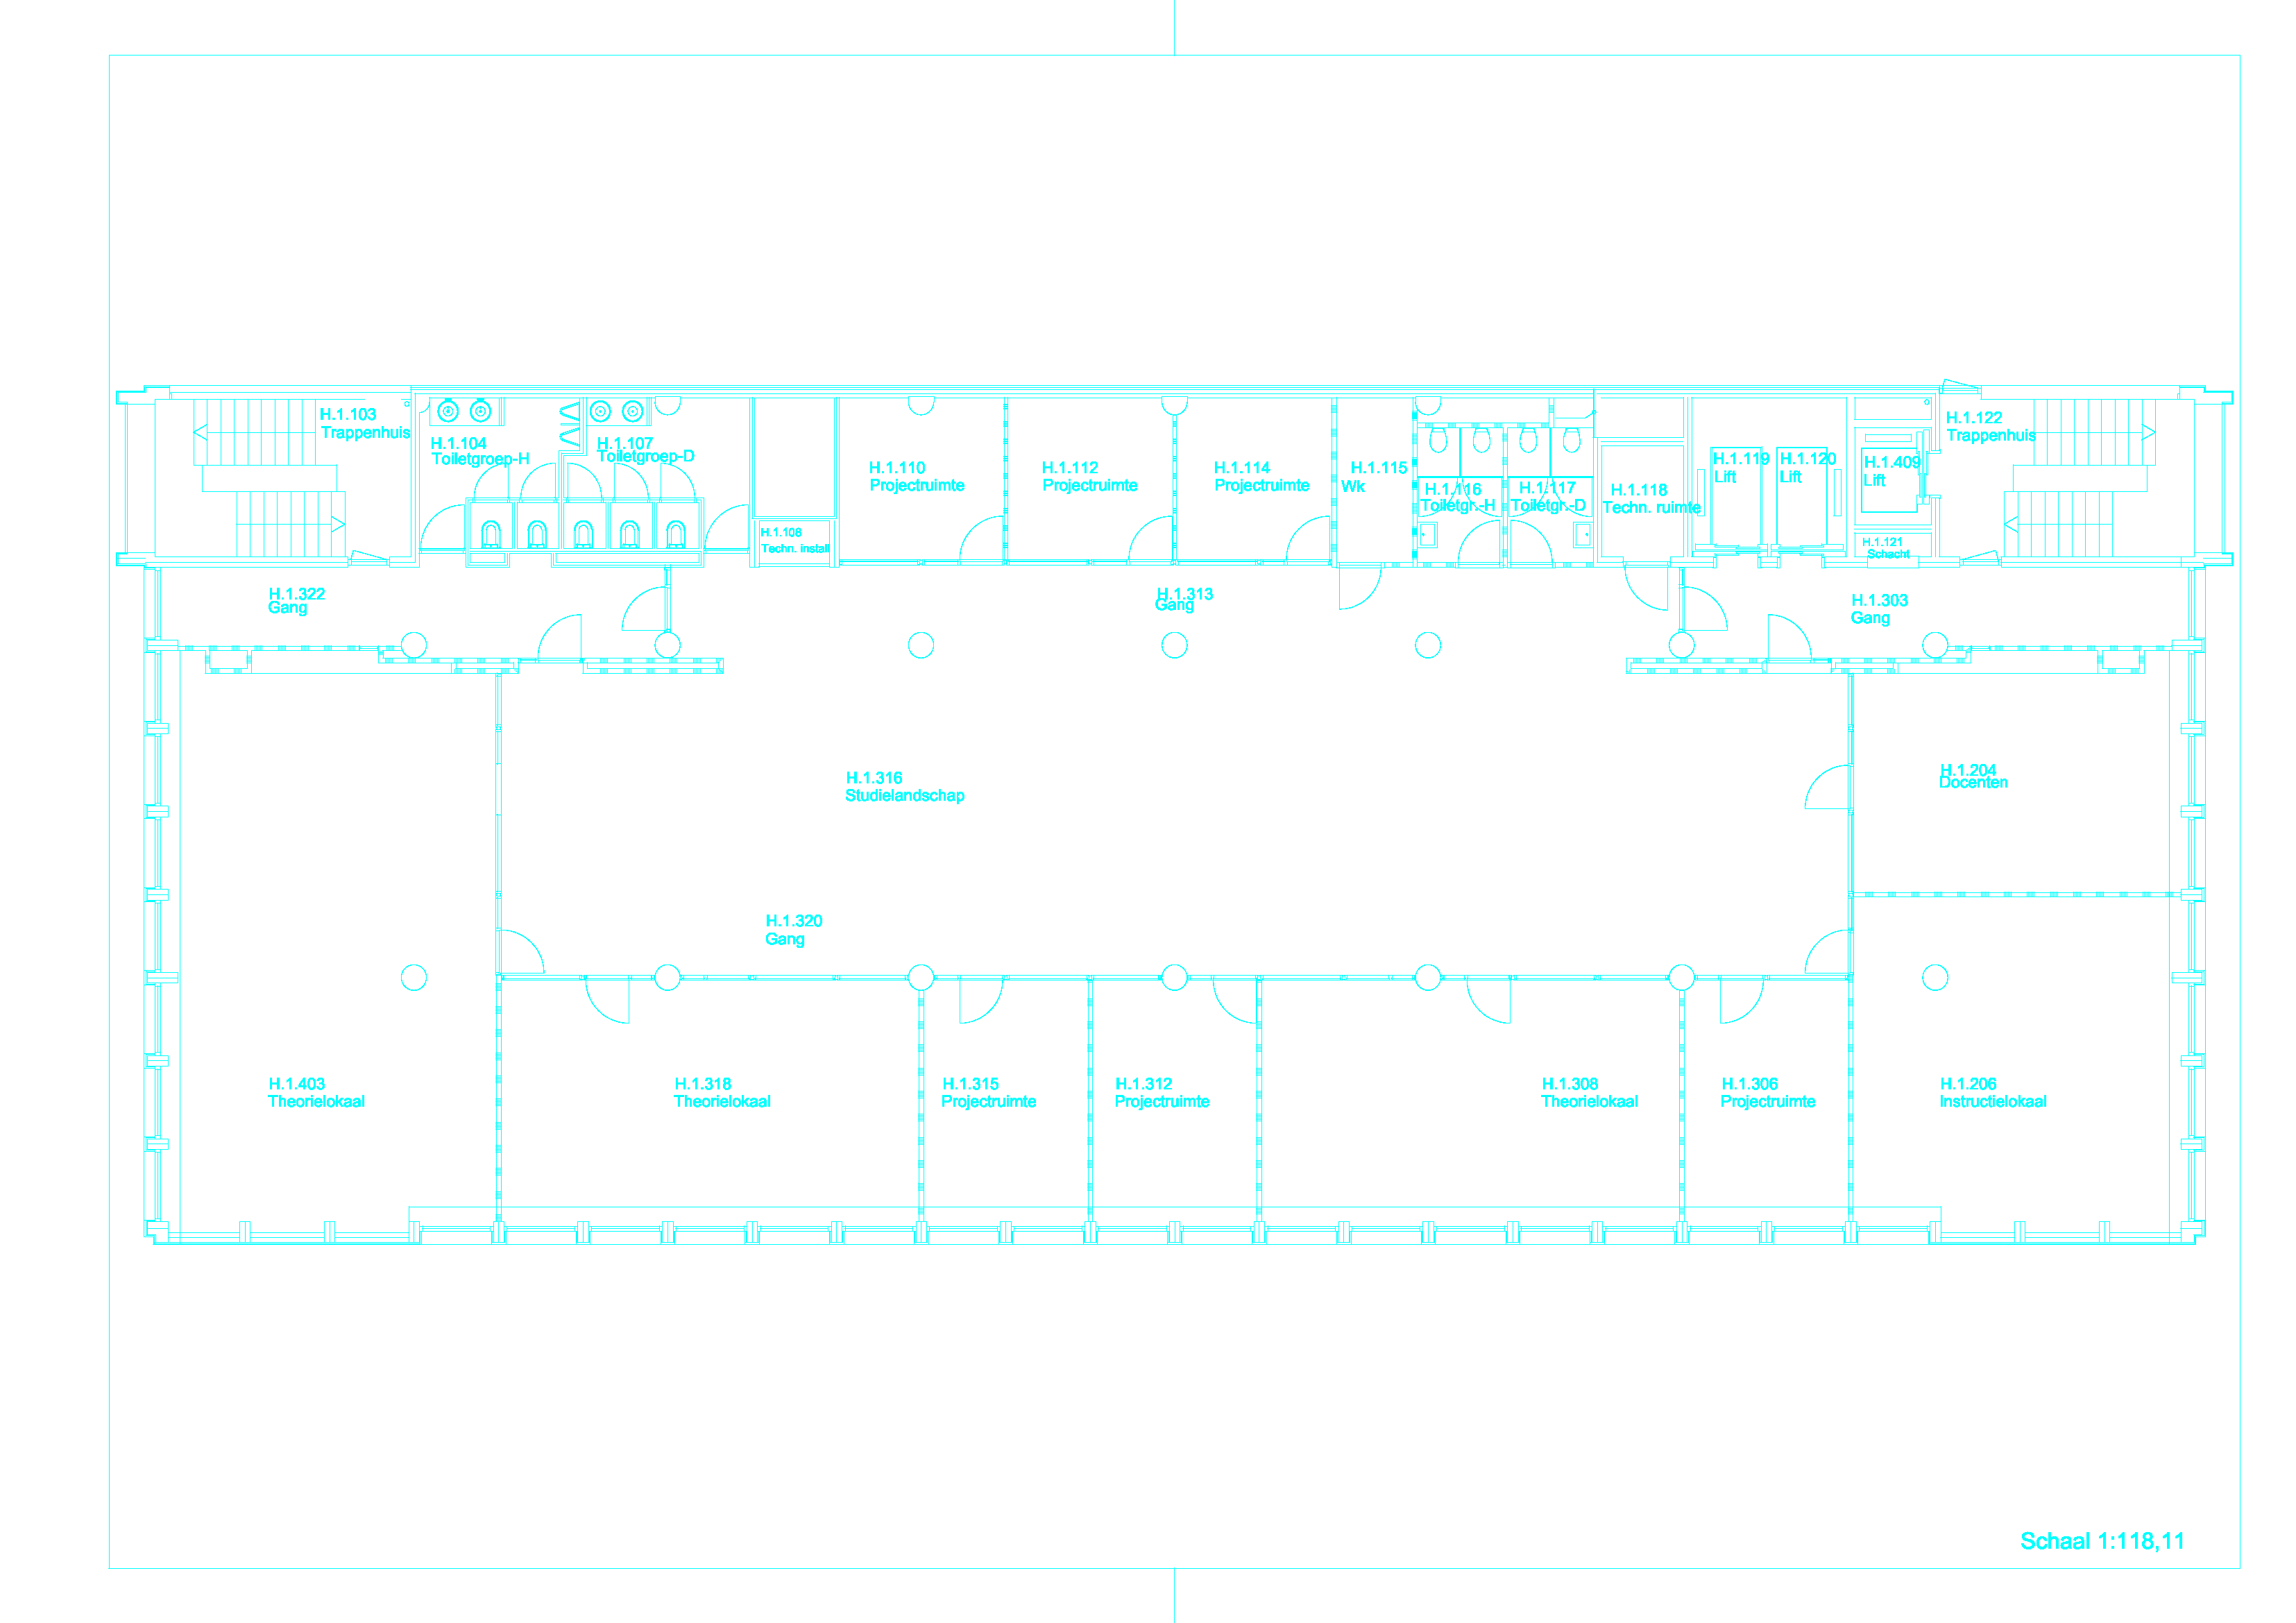 H.1.103
Trappenhuis
H.1.104
Toiletgroep-H
H.1.107
Toiletgroep-D
H.1.108
Techn. install
H.1.110
Projectruimte
H.1.112
Projectruimte
H.1.114
Projectruimte
H.1.115
Wk
H.1.116
Toiletgr.-H
H.1.117
Toiletgr.-D
H.1.118
Techn. ruimte
H.1.119
Lift
H.1.120
Lift
H.1.409
Lift
H.1.121
Schacht
H.1.122
Trappenhuis
H.1.322
Gang
H.1.313
Gang
H.1.303
Gang
H.1.316
Studielandschap
H.1.204
Docenten
H.1.320
Gang
H.1.403
Theorielokaal
H.1.318
Theorielokaal
H.1.315
Projectruimte
H.1.312
Projectruimte
H.1.308
Theorielokaal
H.1.306
Projectruimte
H.1.206
Instructielokaal
Schaal 1:118,11